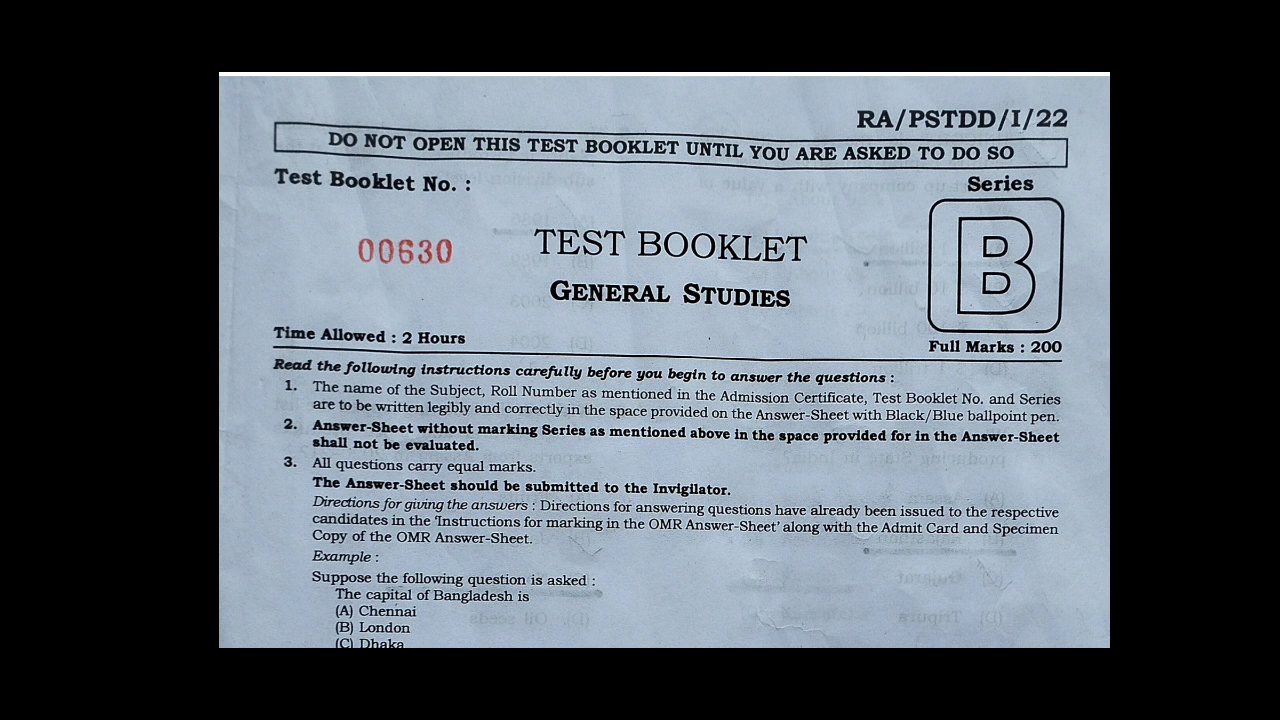 RA/PSTDD/I/22
DO NOT OPEN THIS TEST BOOKLET UNTIL YOU ARE ASKED TO DO SO
Test Booklet No. :
Series
00630
TEST BOOKLET
B
GENERAL STUDIES
Time Allowed : 2 Hours
Full Marks : 200
Read the following instructions carefully before you begin to answer the questions :
1. The name of the Subject, Roll Number as mentioned in the Admission Certificate, Test Booklet No. and Series
are to be written legibly and correctly in the space provided on the Answer-Sheet with Black/Blue ballpoint pen.
2. Answer-Sheet without marking Series as mentioned above in the space provided for in the Answer-Sheet
shall not be evaluated.
3. All questions carry equal marks.
The Answer-Sheet should be submitted to the Invigilator.
Directions for giving the answers : Directions for answering questions have already been issued to the respective
candidates in the 'Instructions for marking in the OMR Answer-Sheet' along with the Admit Card and Specimen
Copy of the OMR Answer-Sheet.
Example :
Suppose the following question is asked :
The capital of Bangladesh is
(A) Chennai
(B) London
(C) Dhaka